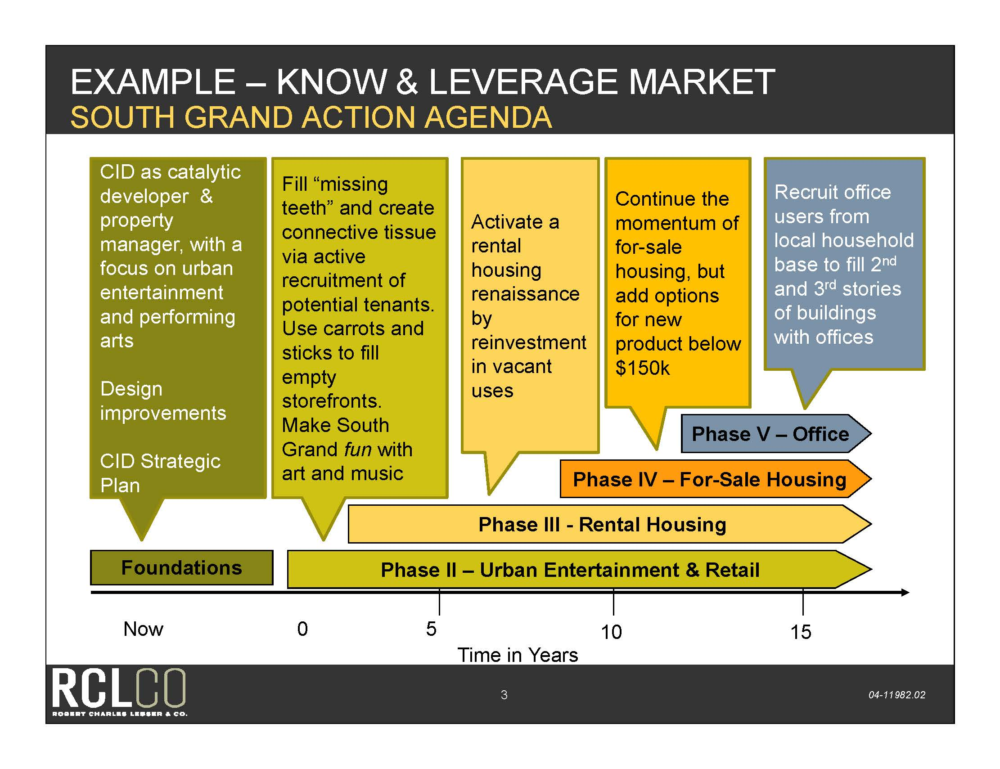 EXAMPLE – KNOW & LEVERAGE MARKET
SOUTH GRAND ACTION AGENDA
CID as catalytic
developer &
property
manager, with a
focus on urban
entertainment
and performing
arts
Design
improvements
CID Strategic
Plan
Fill “missing
teeth” and create
connective tissue
via active
recruitment of
potential tenants.
Use carrots and
sticks to fill
empty
storefronts.
Make South
Grand fun with
art and music
Activate a
rental
housing
renaissance
by
reinvestment
in vacant
uses
Continue the
momentum of
for-sale
housing, but
add options
for new
product below
$150k
Recruit office
users from
local household
base to fill 2nd
and 3rd stories
of buildings
with offices
Phase V – Office
Phase IV – For-Sale Housing
Phase III - Rental Housing
Foundations
Phase II – Urban Entertainment & Retail
Now 0 5 10 15
Time in Years
RCLCO
ROBERT CHARLES LESSER & CO.
3
04-11982.02